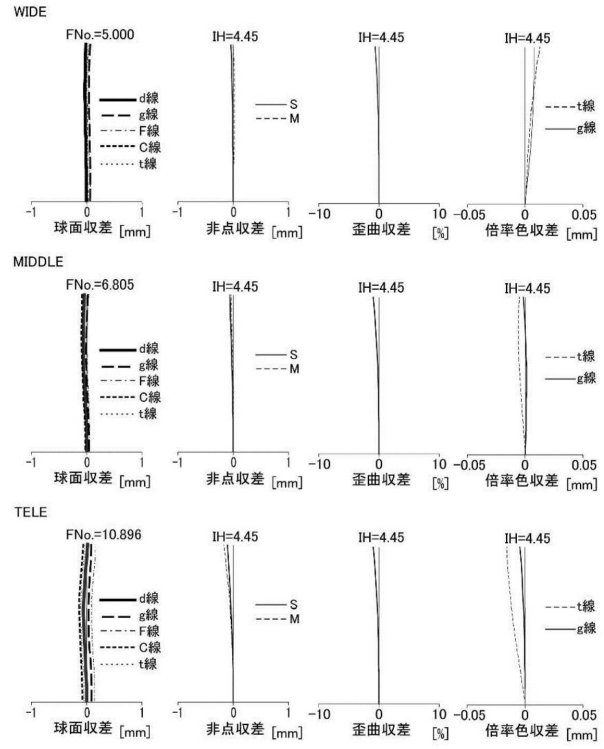 WIDE
FNo.=5.000
IH=4.45
IH=4.45
IH=4.45
d線
g線
F線
C線
t線
S
M
t線
g線
-1 0 1
球面収差 [mm]
-1 0 1
非点収差 [mm]
-10 0 10
歪曲収差 [%]
-0.05 0 0.05
倍率色収差 [mm]
MIDDLE
FNo.=6.805
IH=4.45
IH=4.45
IH=4.45
d線
g線
F線
C線
t線
S
M
t線
g線
-1 0 1
球面収差 [mm]
-1 0 1
非点収差 [mm]
-10 0 10
歪曲収差 [%]
-0.05 0 0.05
倍率色収差 [mm]
TELE
FNo.=10.896
IH=4.45
IH=4.45
IH=4.45
d線
g線
F線
C線
t線
S
M
t線
g線
-1 0 1
球面収差 [mm]
-1 0 1
非点収差 [mm]
-10 0 10
歪曲収差 [%]
-0.05 0 0.05
倍率色収差 [mm]